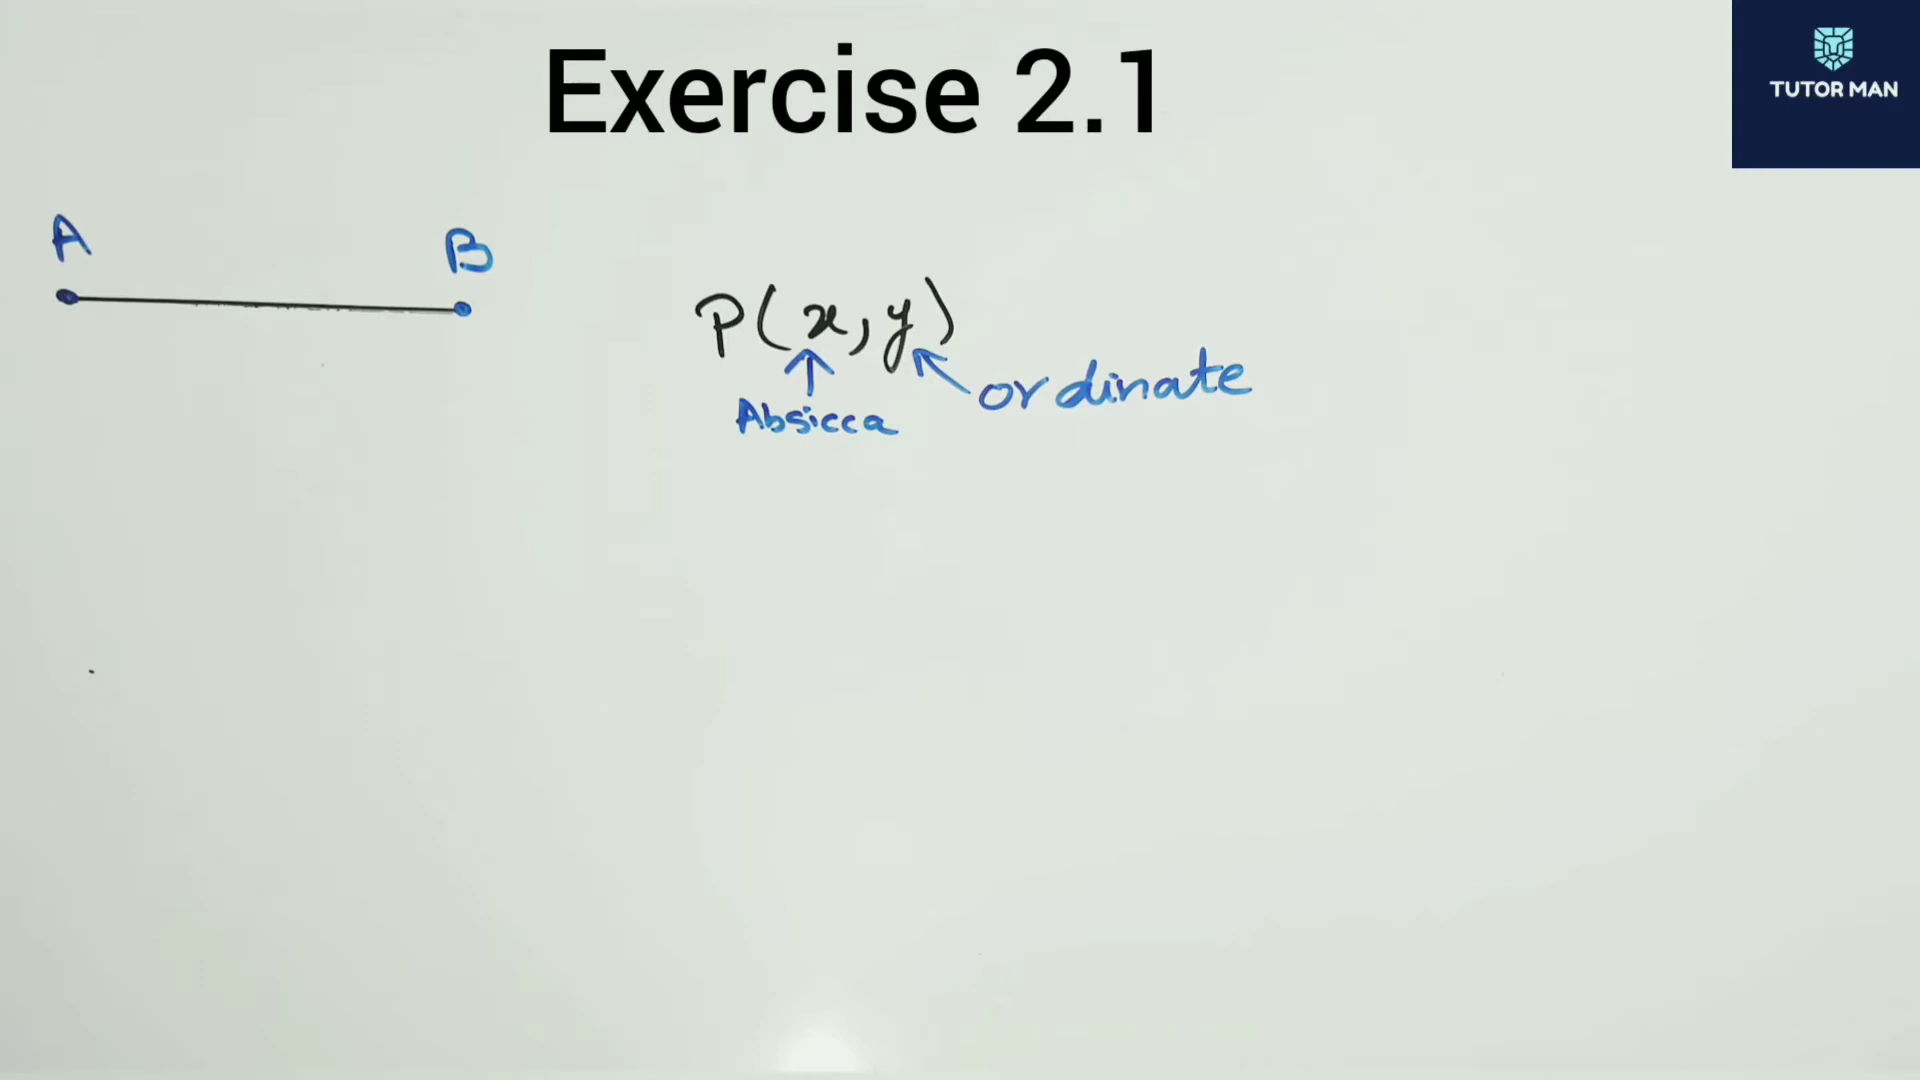 Exercise 2.1
TUTOR MAN
A
B
P(x,y)
ordinate
Absicca